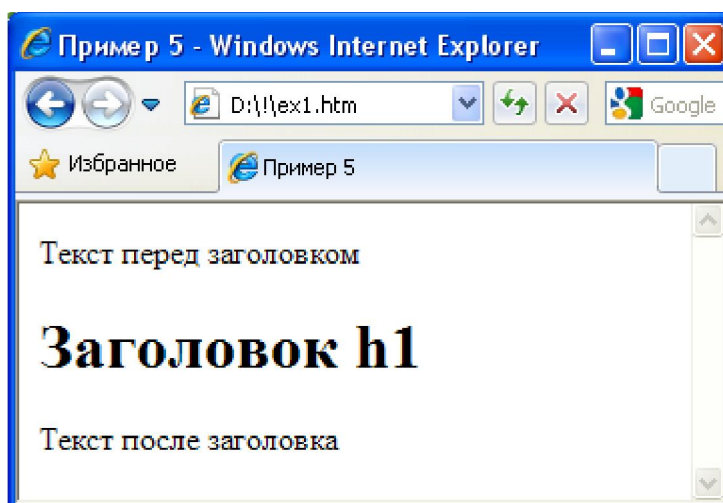 Пример 5 - Windows Internet Explorer
D:\!\ex1.htm
Google
Избранное
Пример 5
Текст перед заголовком
Заголовок h1
Текст после заголовка